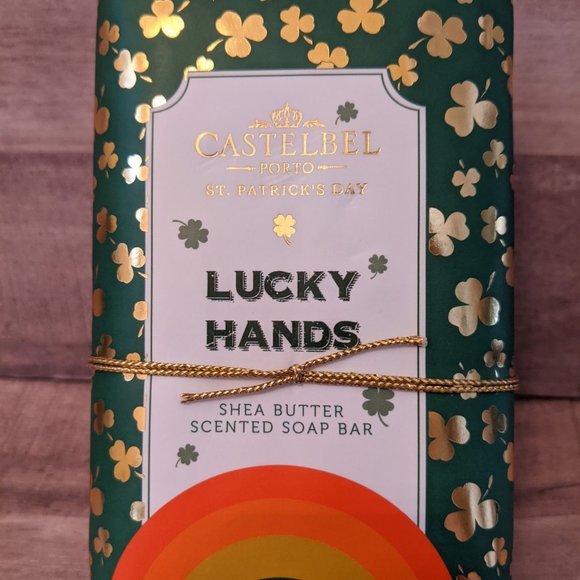 CASTELBEL
PORTO
ST. PATRICK'S DAY
LUCKY
HANDS
SHEA BUTTER
SCENTED SOAP BAR